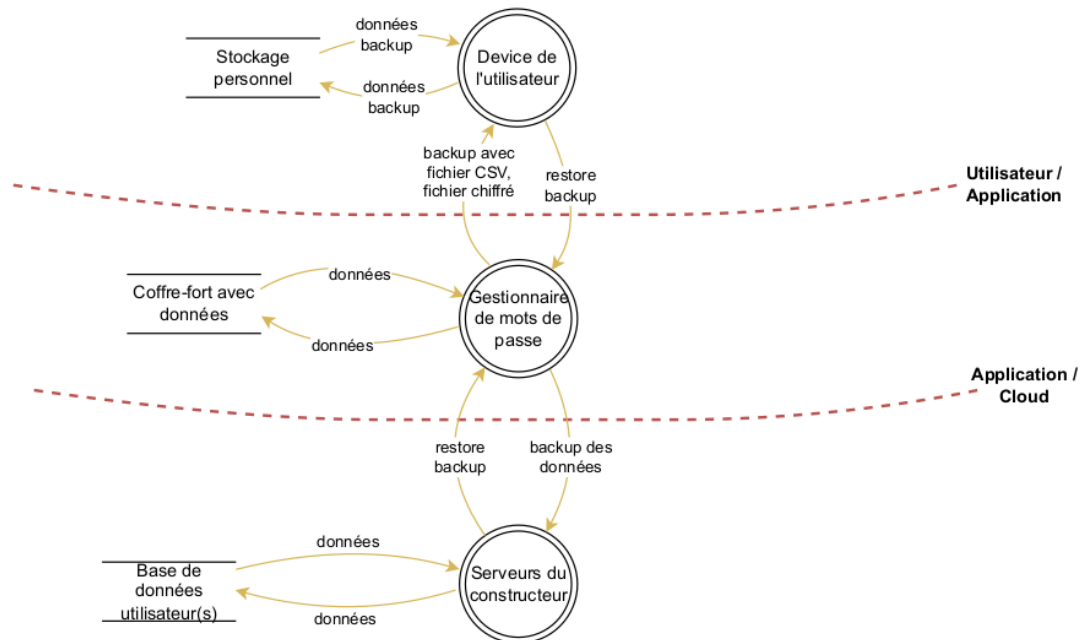 données
backup
Stockage
personnel
Device de
l'utilisateur
données
backup
backup avec
fichier CSV,
fichier chiffré
restore
backup
Utilisateur /
Application
Coffre-fort avec
données
données
Gestionnaire
de mots de
passe
données
Application /
Cloud
restore
backup
backup des
données
données
Base de
données
utilisateur(s)
Serveurs du
constructeur
données